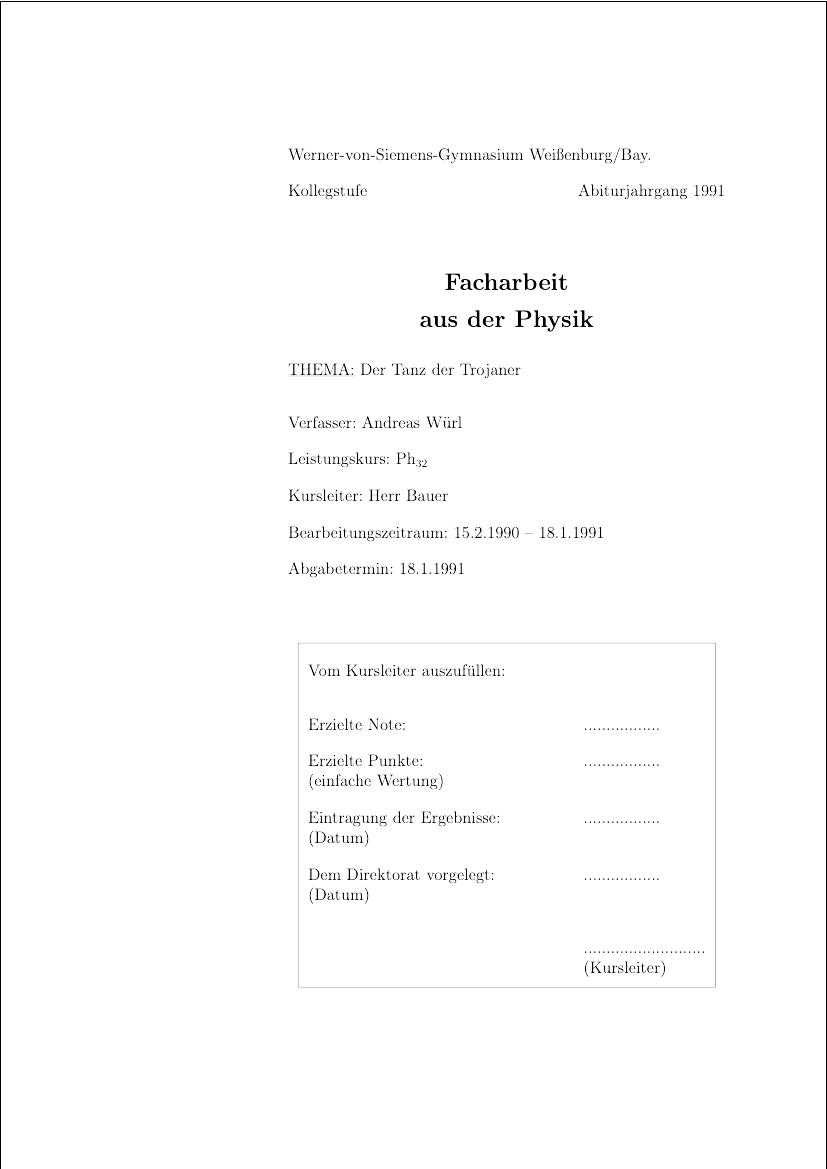 Werner-von-Siemens-Gymnasium Weißenburg/Bay.
Kollegstufe Abiturjahrgang 1991
Facharbeit
aus der Physik
THEMA: Der Tanz der Trojaner
Verfasser: Andreas Würl
Leistungskurs: Ph32
Kursleiter: Herr Bauer
Bearbeitungszeitraum: 15.2.1990 – 18.1.1991
Abgabetermin: 18.1.1991
Vom Kursleiter auszufüllen:
Erzielte Note: .................
Erzielte Punkte: .................
(einfache Wertung)
Eintragung der Ergebnisse: .................
(Datum)
Dem Direktorat vorgelegt: .................
(Datum)
...........................
(Kursleiter)